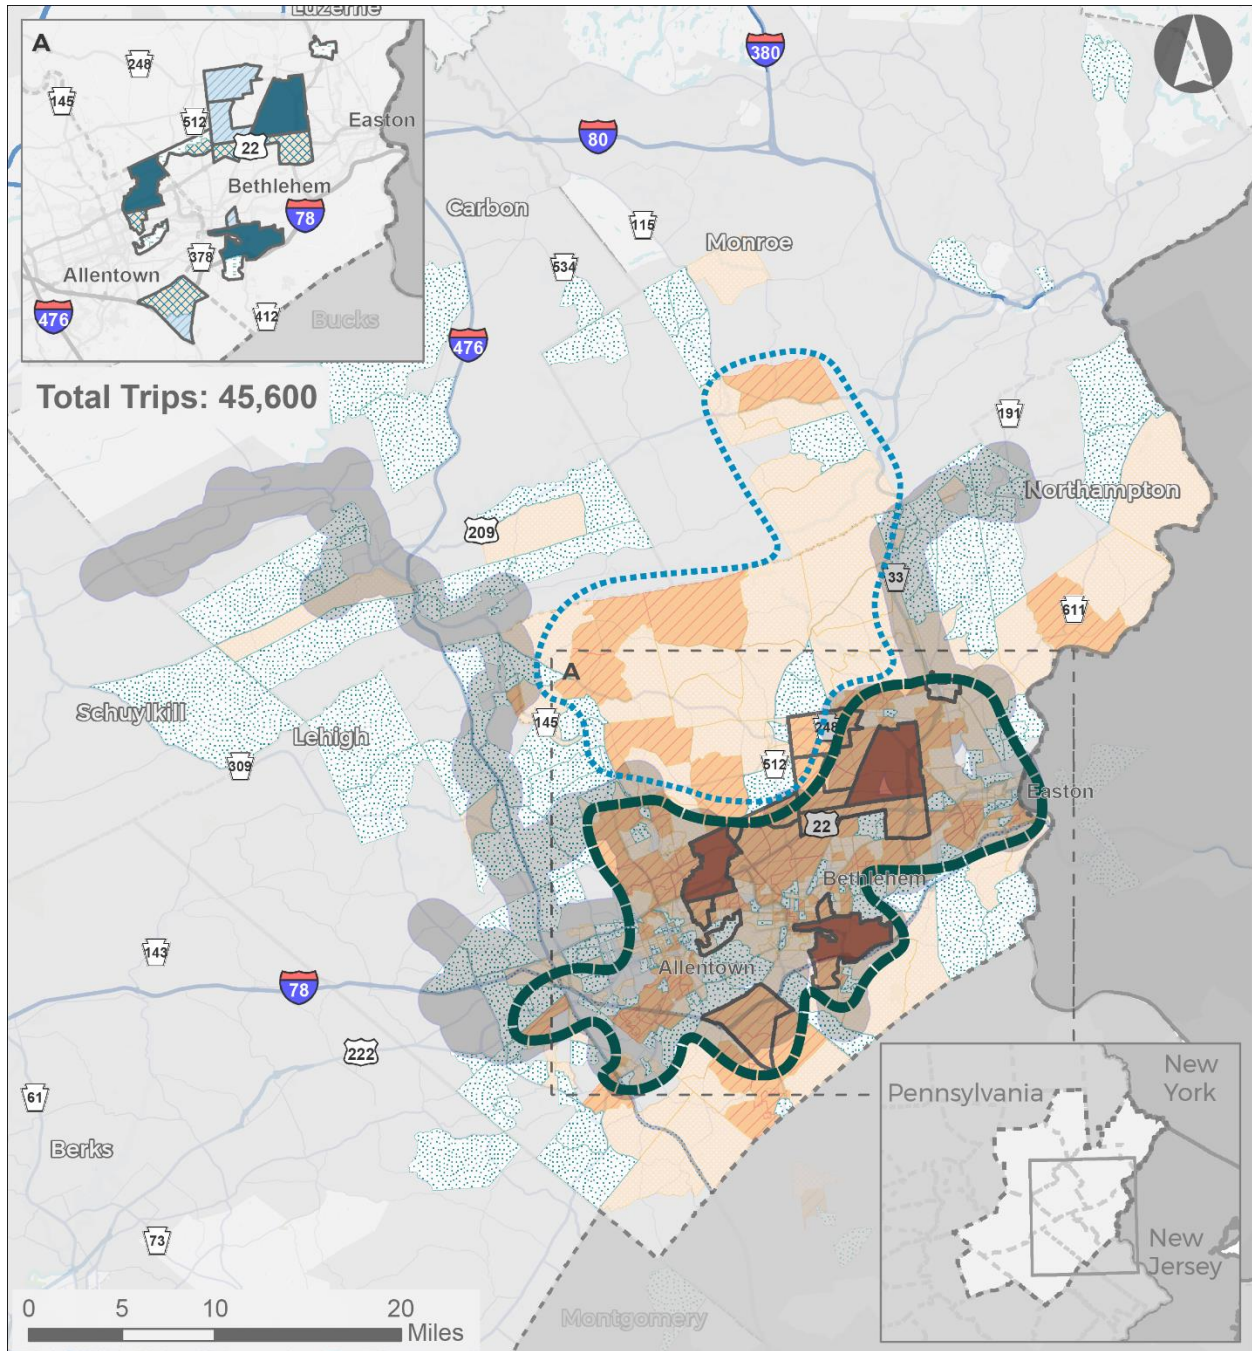 Luzerne
A
248
145
512
Easton
22
Bethlehem
78
378
Allentown
476
412
Bucks
380
80
Carbon
115
Monroe
534
476
Total Trips: 45,600
191
Northampton
209
33
611
A
Schuylkill
145
248
Lehigh
309
512
Easton
22
Bethlehem
143
Allentown
78
222
61
Berks
73
New
York
Pennsylvania
New
Jersey
Montgomery
0 5 10 20
Miles